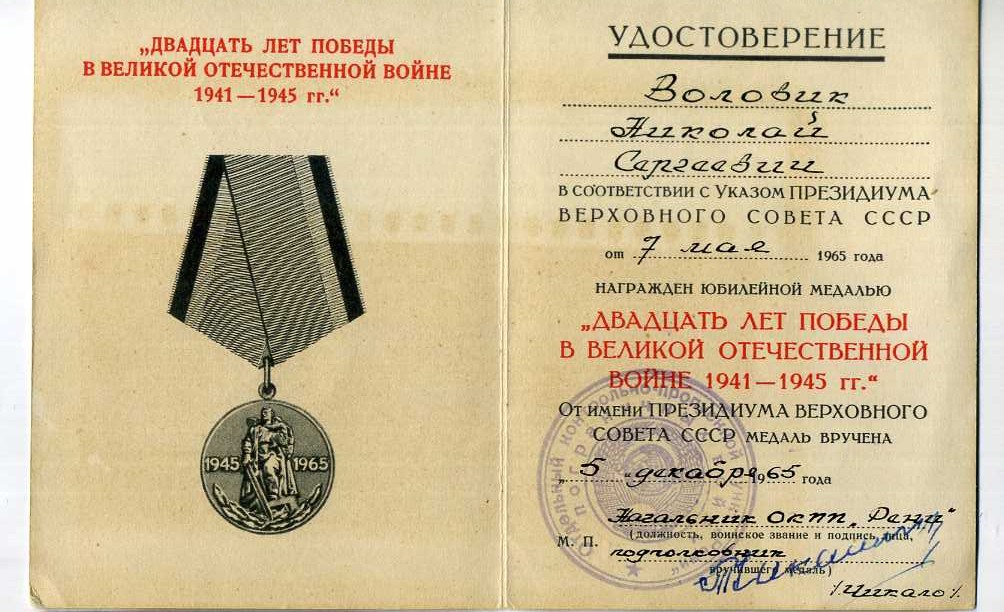 „ДВАДЦАТЬ ЛЕТ ПОБЕДЫ
В ВЕЛИКОЙ ОТЕЧЕСТВЕННОЙ ВОЙНЕ
1941—1945 гг.“
1945 1965
УДОСТОВЕРЕНИЕ
Воловик
Николай
Сергеевич
В СООТВЕТСТВИИ С УКАЗОМ ПРЕЗИДИУМА
ВЕРХОВНОГО СОВЕТА СССР
от 7 мая 1965 года
НАГРАЖДЕН ЮБИЛЕЙНОЙ МЕДАЛЬЮ
„ДВАДЦАТЬ ЛЕТ ПОБЕДЫ
В ВЕЛИКОЙ ОТЕЧЕСТВЕННОЙ
ВОЙНЕ 1941—1945 гг.“
ОТ ИМЕНИ ПРЕЗИДИУМА ВЕРХОВНОГО
СОВЕТА СССР МЕДАЛЬ ВРУЧЕНА
„5“ декабря 1965 года
Начальник ОКПП „Рени“
(должность, воинское звание и подпись лица,
М. П. подполковник
вручившего медаль)
/Чикало/